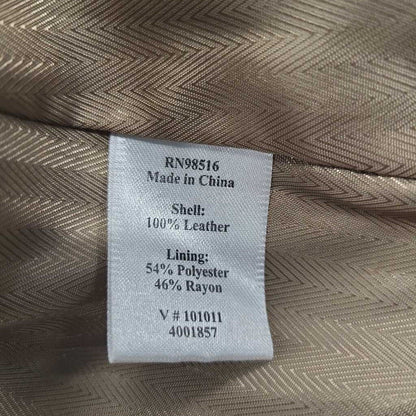 RN98516
Made in China
Shell:
100% Leather
Lining:
54% Polyester
46% Rayon
V # 101011
4001857